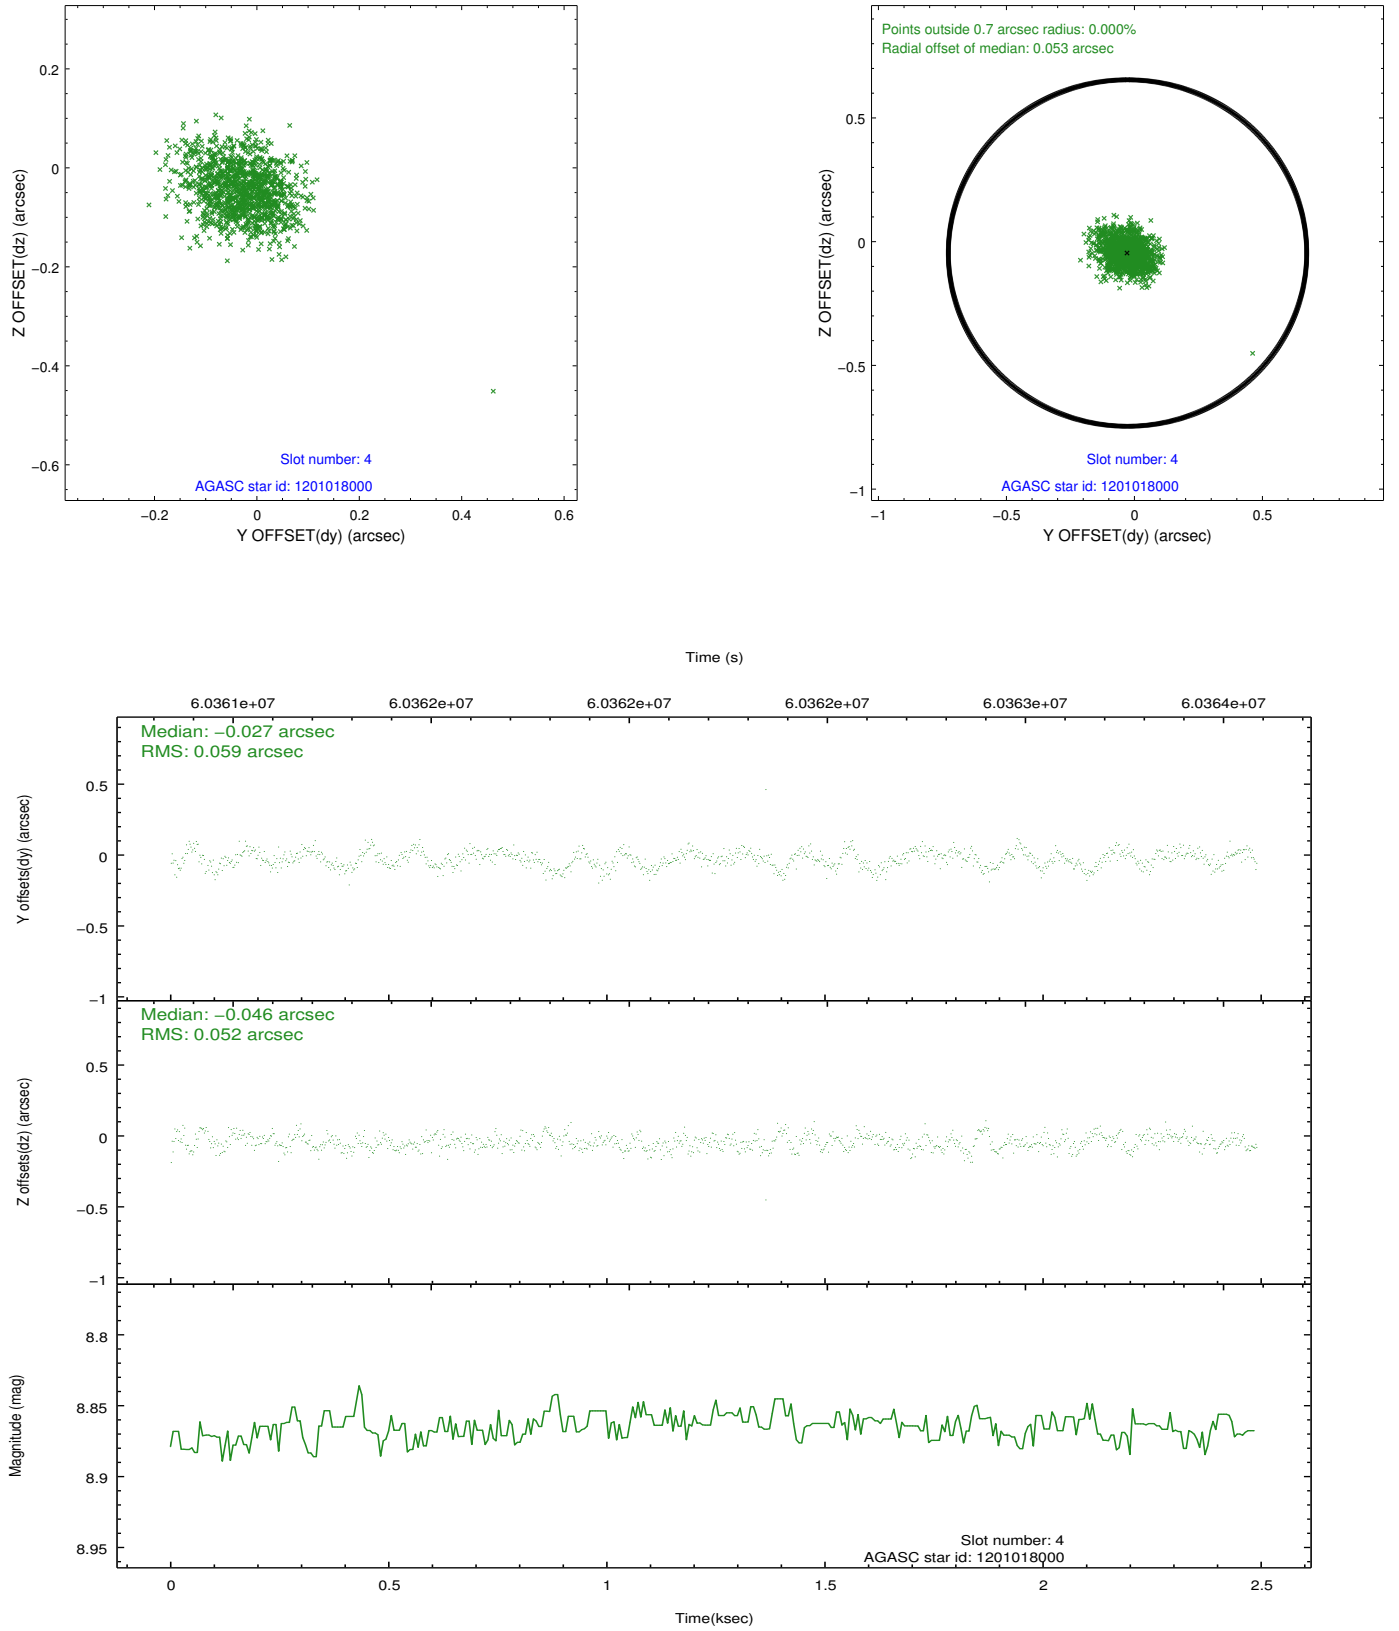 0.2
0
−0.2
−0.4
−0.6
Z OFFSET(dz) (arcsec)
Slot number: 4
AGASC star id: 1201018000
−0.2
0
0.2
0.4
0.6
Y OFFSET(dy) (arcsec)
Points outside 0.7 arcsec radius: 0.000%
Radial offset of median: 0.053 arcsec
0.5
0
−0.5
−1
Z OFFSET(dz) (arcsec)
Slot number: 4
AGASC star id: 1201018000
−1
−0.5
0
0.5
Y OFFSET(dy) (arcsec)
Time (s)
6.0361e+07
6.0362e+07
6.0362e+07
6.0362e+07
6.0363e+07
6.0364e+07
Median: −0.027 arcsec
RMS: 0.059 arcsec
0.5
0
−0.5
−1
Y offsets(dy) (arcsec)
Median: −0.046 arcsec
RMS: 0.052 arcsec
0.5
0
−0.5
−1
Z offsets(dz) (arcsec)
8.8
8.85
8.9
8.95
Magnitude (mag)
Slot number: 4
AGASC star id: 1201018000
0
0.5
1
1.5
2
2.5
Time(ksec)